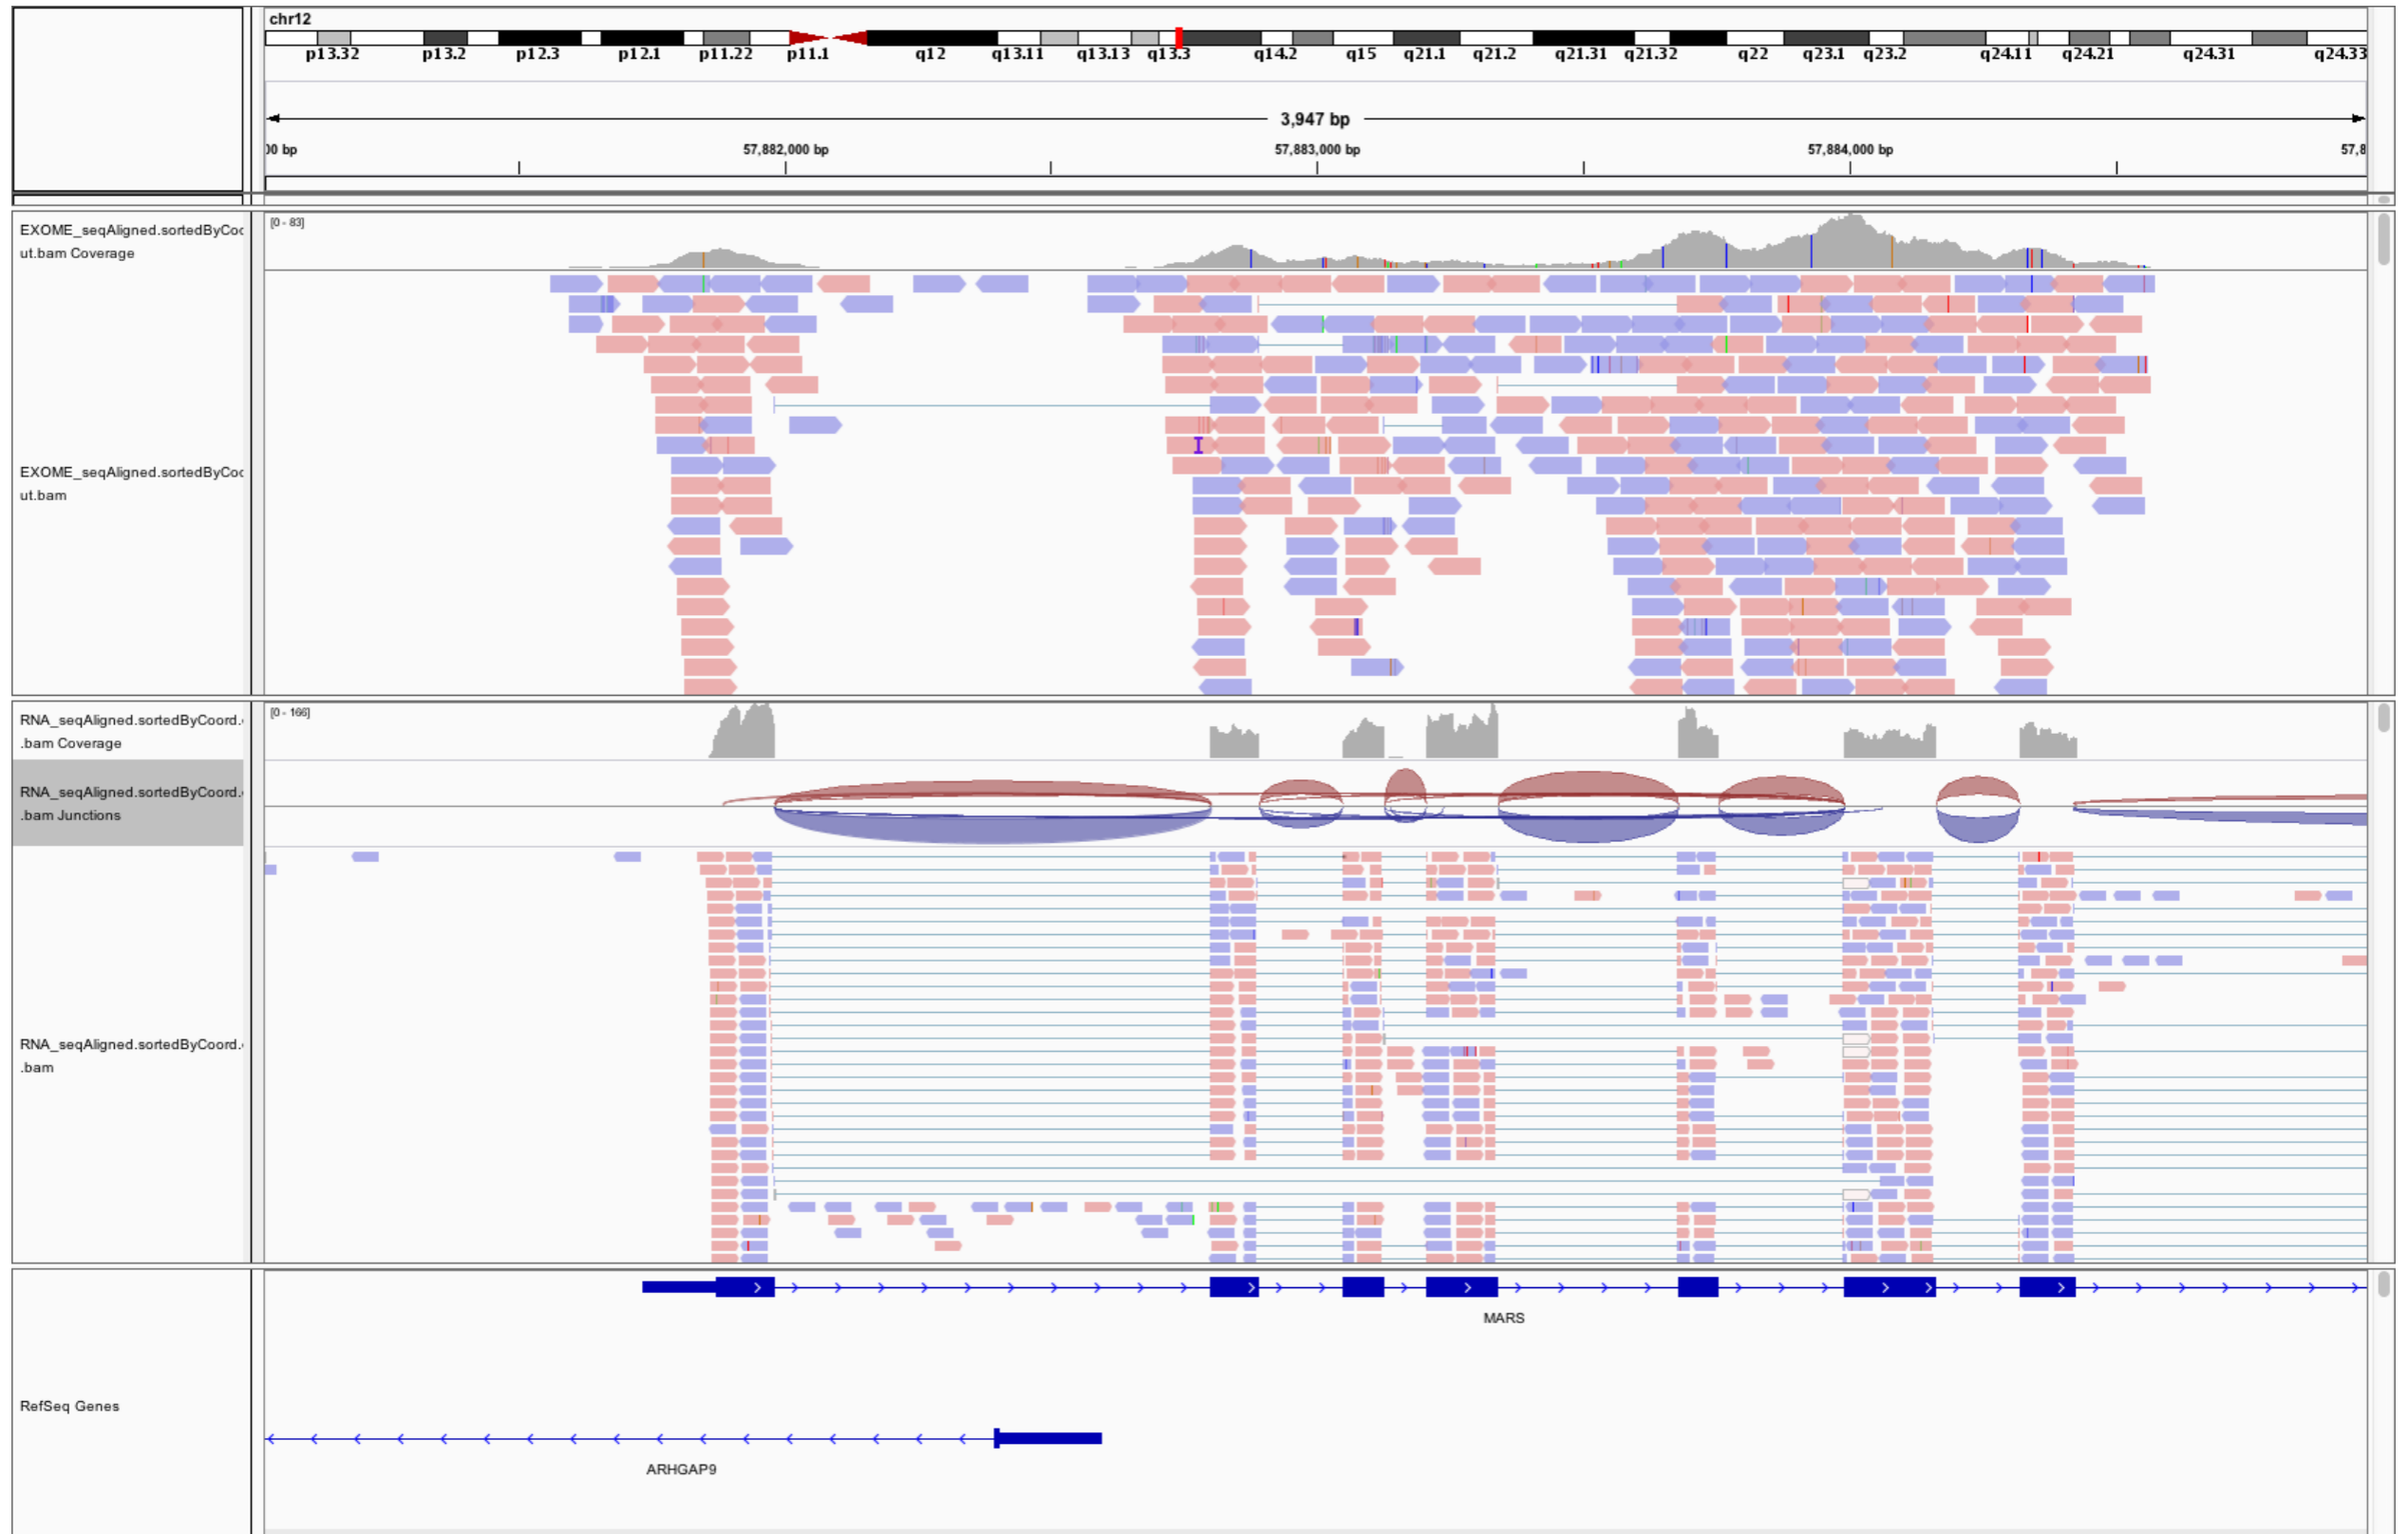 chr12
p13.32 p13.2 p12.3 p12.1 p11.22 p11.1 q12 q13.11 q13.13 q13.3 q14.2 q15 q21.1 q21.2 q21.31 q21.32 q22 q23.1 q23.2 q24.11 q24.21 q24.31 q24.33
3,947 bp
00 bp 57,882,000 bp 57,883,000 bp 57,884,000 bp 57,8
[0 - 83]
EXOME_seqAligned.sortedByCoo
ut.bam Coverage
EXOME_seqAligned.sortedByCoo
ut.bam
[0 - 166]
RNA_seqAligned.sortedByCoord.
.bam Coverage
RNA_seqAligned.sortedByCoord.
.bam Junctions
RNA_seqAligned.sortedByCoord.
.bam
MARS
RefSeq Genes
ARHGAP9